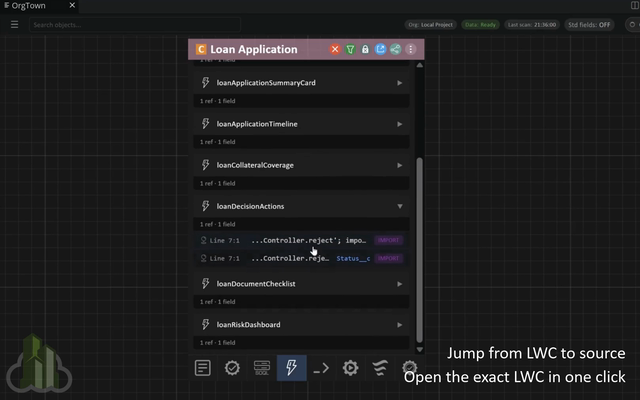 OrgTown
Search objects...
Org: Local Project
Data: Ready
Last scan: 21:36:00
Std fields: OFF
C Loan Application
1 ref · 1 field
loanApplicationSummaryCard
1 ref · 1 field
loanApplicationTimeline
1 ref · 1 field
loanCollateralCoverage
1 ref · 1 field
loanDecisionActions
1 ref · 1 field
Line 7:1 ...Controller.reject'; impo... IMPORT
Line 7:1 ...Controller.reje... Status__c IMPORT
loanDocumentChecklist
1 ref · 1 field
loanRiskDashboard
1 ref · 1 field
SOQL
Jump from LWC to source
Open the exact LWC in one click